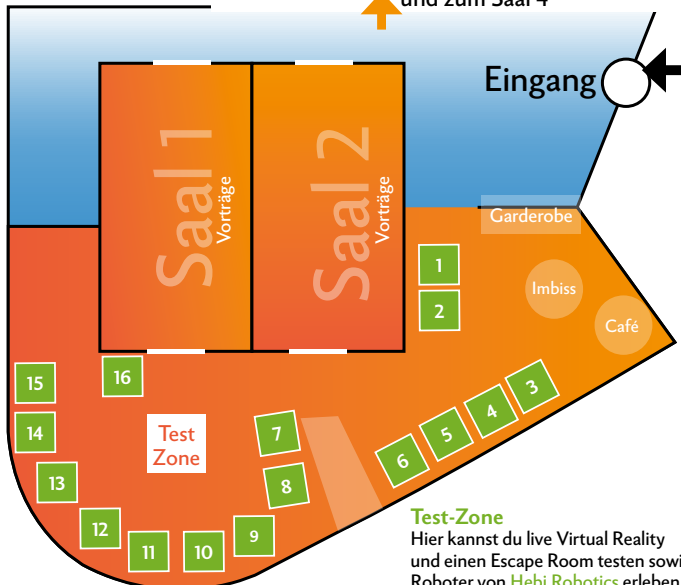 und zum Saal 4
Eingang
Saal 1
Vorträge
Saal 2
Vorträge
Garderobe
Imbiss
Café
1
2
3
4
5
6
7
8
9
10
11
12
13
14
15
16
Test
Zone
Test-Zone
Hier kannst du live Virtual Reality
und einen Escape Room testen sowi
Roboter von Hebi Robotics erleben